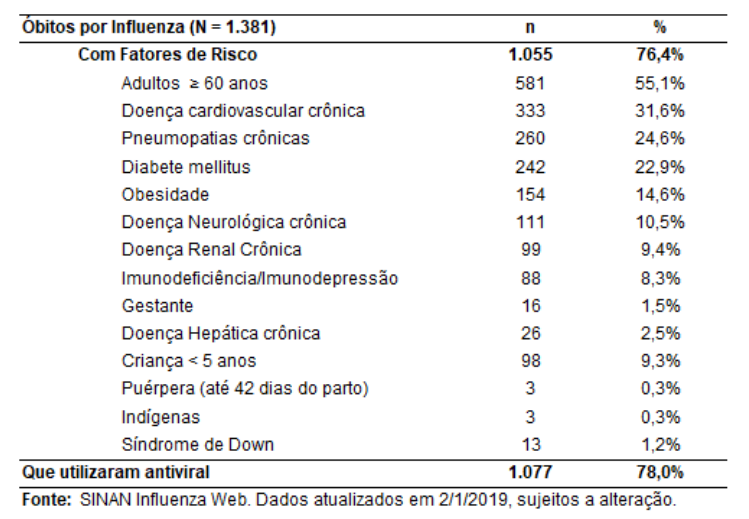 Óbitos por Influenza (N = 1.381) n %
Com Fatores de Risco 1.055 76,4%
Adultos ≥ 60 anos 581 55,1%
Doença cardiovascular crônica 333 31,6%
Pneumopatias crônicas 260 24,6%
Diabete mellitus 242 22,9%
Obesidade 154 14,6%
Doença Neurológica crônica 111 10,5%
Doença Renal Crônica 99 9,4%
Imunodeficiência/Imunodepressão 88 8,3%
Gestante 16 1,5%
Doença Hepática crônica 26 2,5%
Criança < 5 anos 98 9,3%
Puérpera (até 42 dias do parto) 3 0,3%
Indígenas 3 0,3%
Síndrome de Down 13 1,2%
Que utilizaram antiviral 1.077 78,0%
Fonte: SINAN Influenza Web. Dados atualizados em 2/1/2019, sujeitos a alteração.